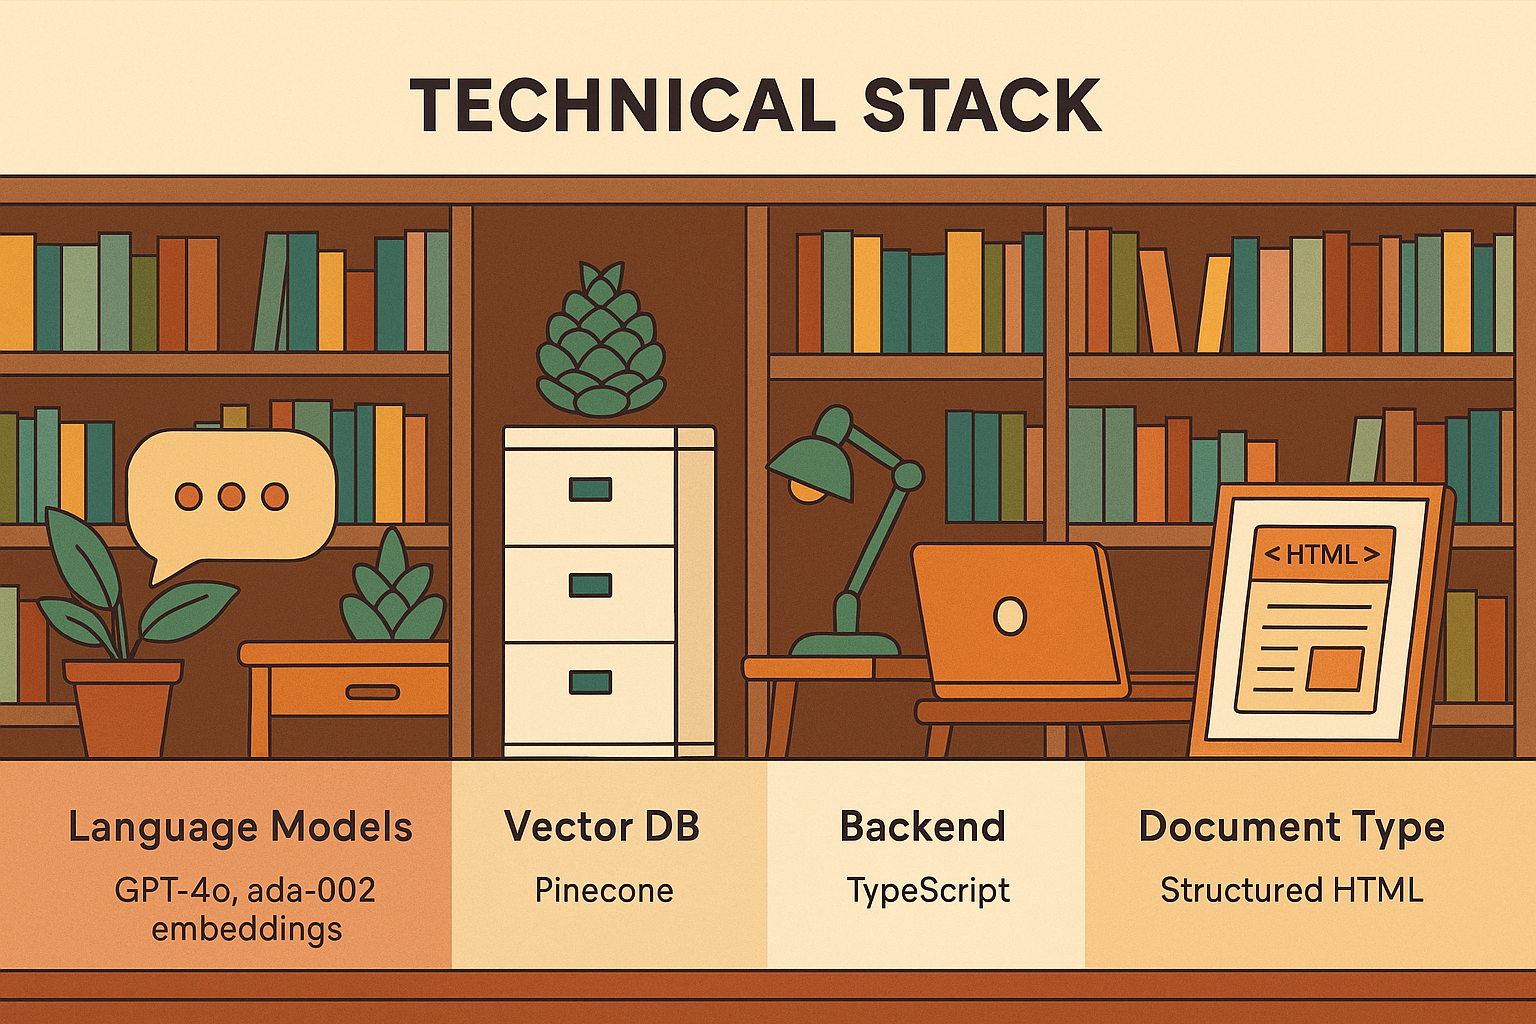 TECHNICAL STACK
< HTML >
Language Models
GPT-4o, ada-002
embeddings
Vector DB
Pinecone
Backend
TypeScript
Document Type
Structured HTML